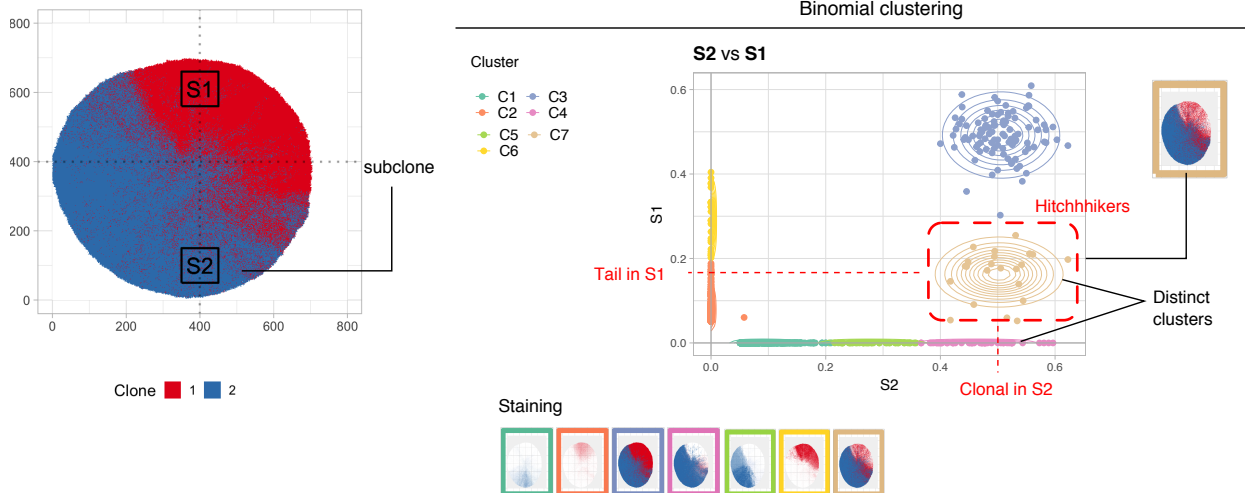 800
600
400
200
0
0
200
400
600
800
S1
S2
subclone
Clone
1
2
Binomial clustering
Cluster
C1
C3
C2
C4
C5
C7
C6
S2 vs S1
0.6
0.4
0.2
0.0
S1
0.0
0.2
0.4
0.6
S2
Hitchhhikers
Tail in S1
Clonal in S2
Distinct
clusters
Staining